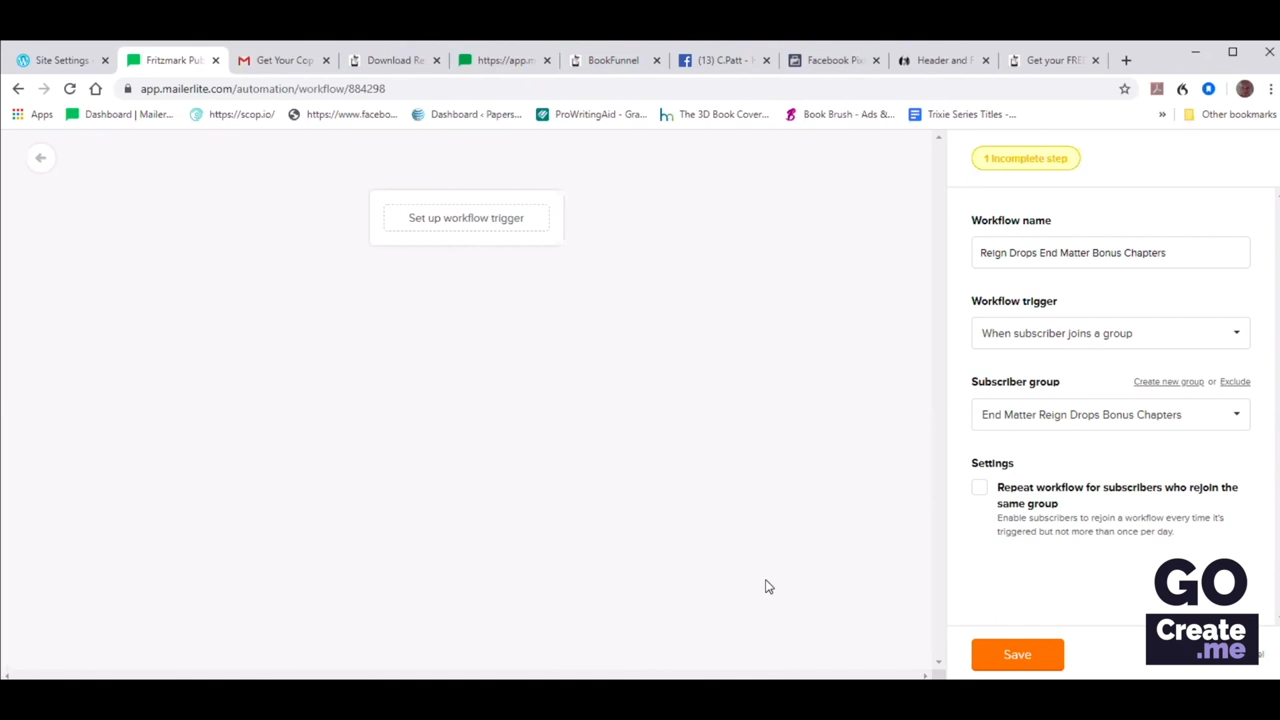 Site Settings
Fritzmark Pub
Get Your Cop
Download Re
https://app.m
BookFunnel
(13) C.Patt -
Facebook Pix
Header and F
Get your FRE
app.mailerlite.com/automation/workflow/884298
Apps
Dashboard | Mailer...
https://scop.io/
https://www.facebo...
Dashboard ‹ Papers...
ProWritingAid - Gra...
The 3D Book Cover...
Book Brush - Ads &...
Trixie Series Titles -...
»
Other bookmarks
1 Incomplete step
Set up workflow trigger
Workflow name
Reign Drops End Matter Bonus Chapters
Workflow trigger
When subscriber joins a group
Subscriber group
Create new group or Exclude
End Matter Reign Drops Bonus Chapters
Settings
Repeat workflow for subscribers who rejoin the
same group
Enable subscribers to rejoin a workflow every time it's
triggered but not more than once per day.
Save
GO
Create
.me